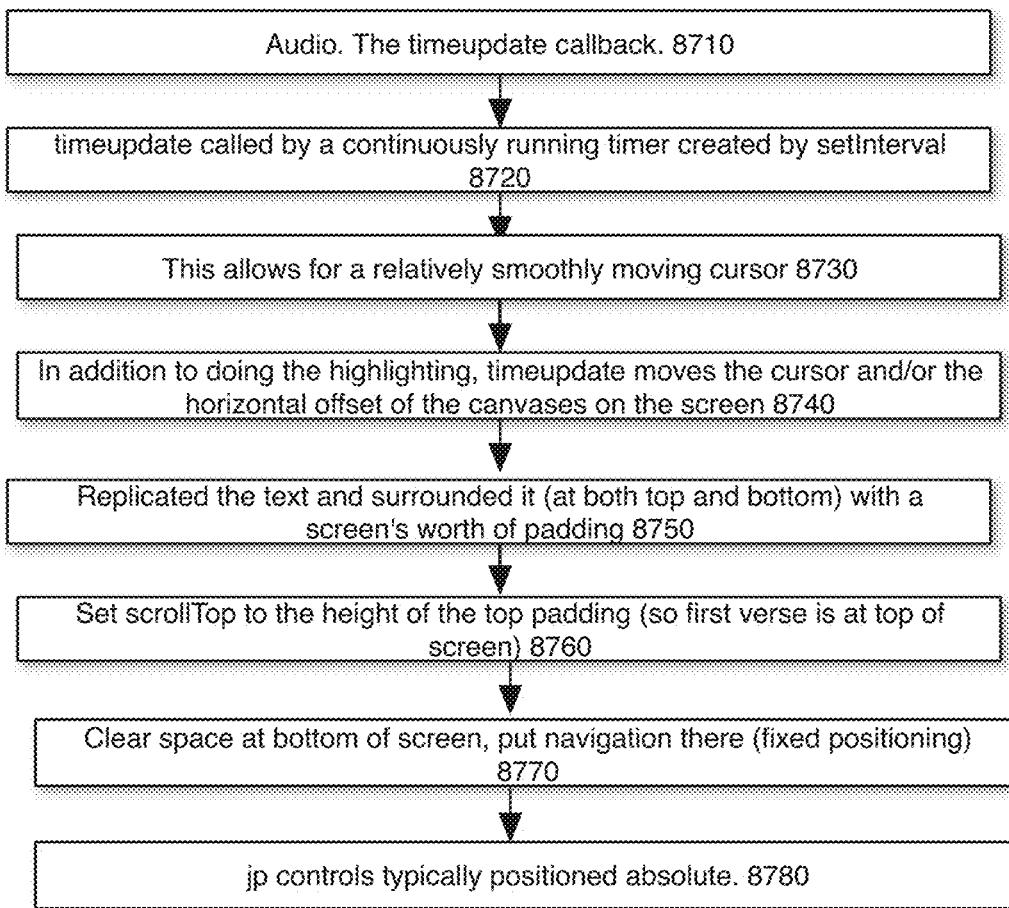 Audio. The timeupdate callback. 8710
timeupdate called by a continuously running timer created by setInterval
8720
This allows for a relatively smoothly moving cursor 8730
In addition to doing the highlighting, timeupdate moves the cursor and/or the
horizontal offset of the canvases on the screen 8740
Replicated the text and surrounded it (at both top and bottom) with a
screen's worth of padding 8750
Set scrollTop to the height of the top padding (so first verse is at top of
screen) 8760
Clear space at bottom of screen, put navigation there (fixed positioning)
8770
jp controls typically positioned absolute. 8780